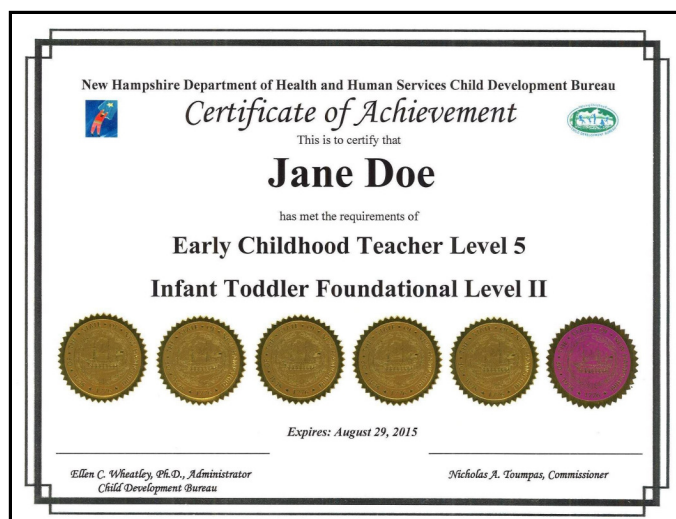 New Hampshire Department of Health and Human Services Child Development Bureau
Certificate of Achievement
This is to certify that
Jane Doe
has met the requirements of
Early Childhood Teacher Level 5
Infant Toddler Foundational Level II
Expires: August 29, 2015
Ellen C. Wheatley, Ph.D., Administrator
Child Development Bureau
Nicholas A. Toumpas, Commissioner